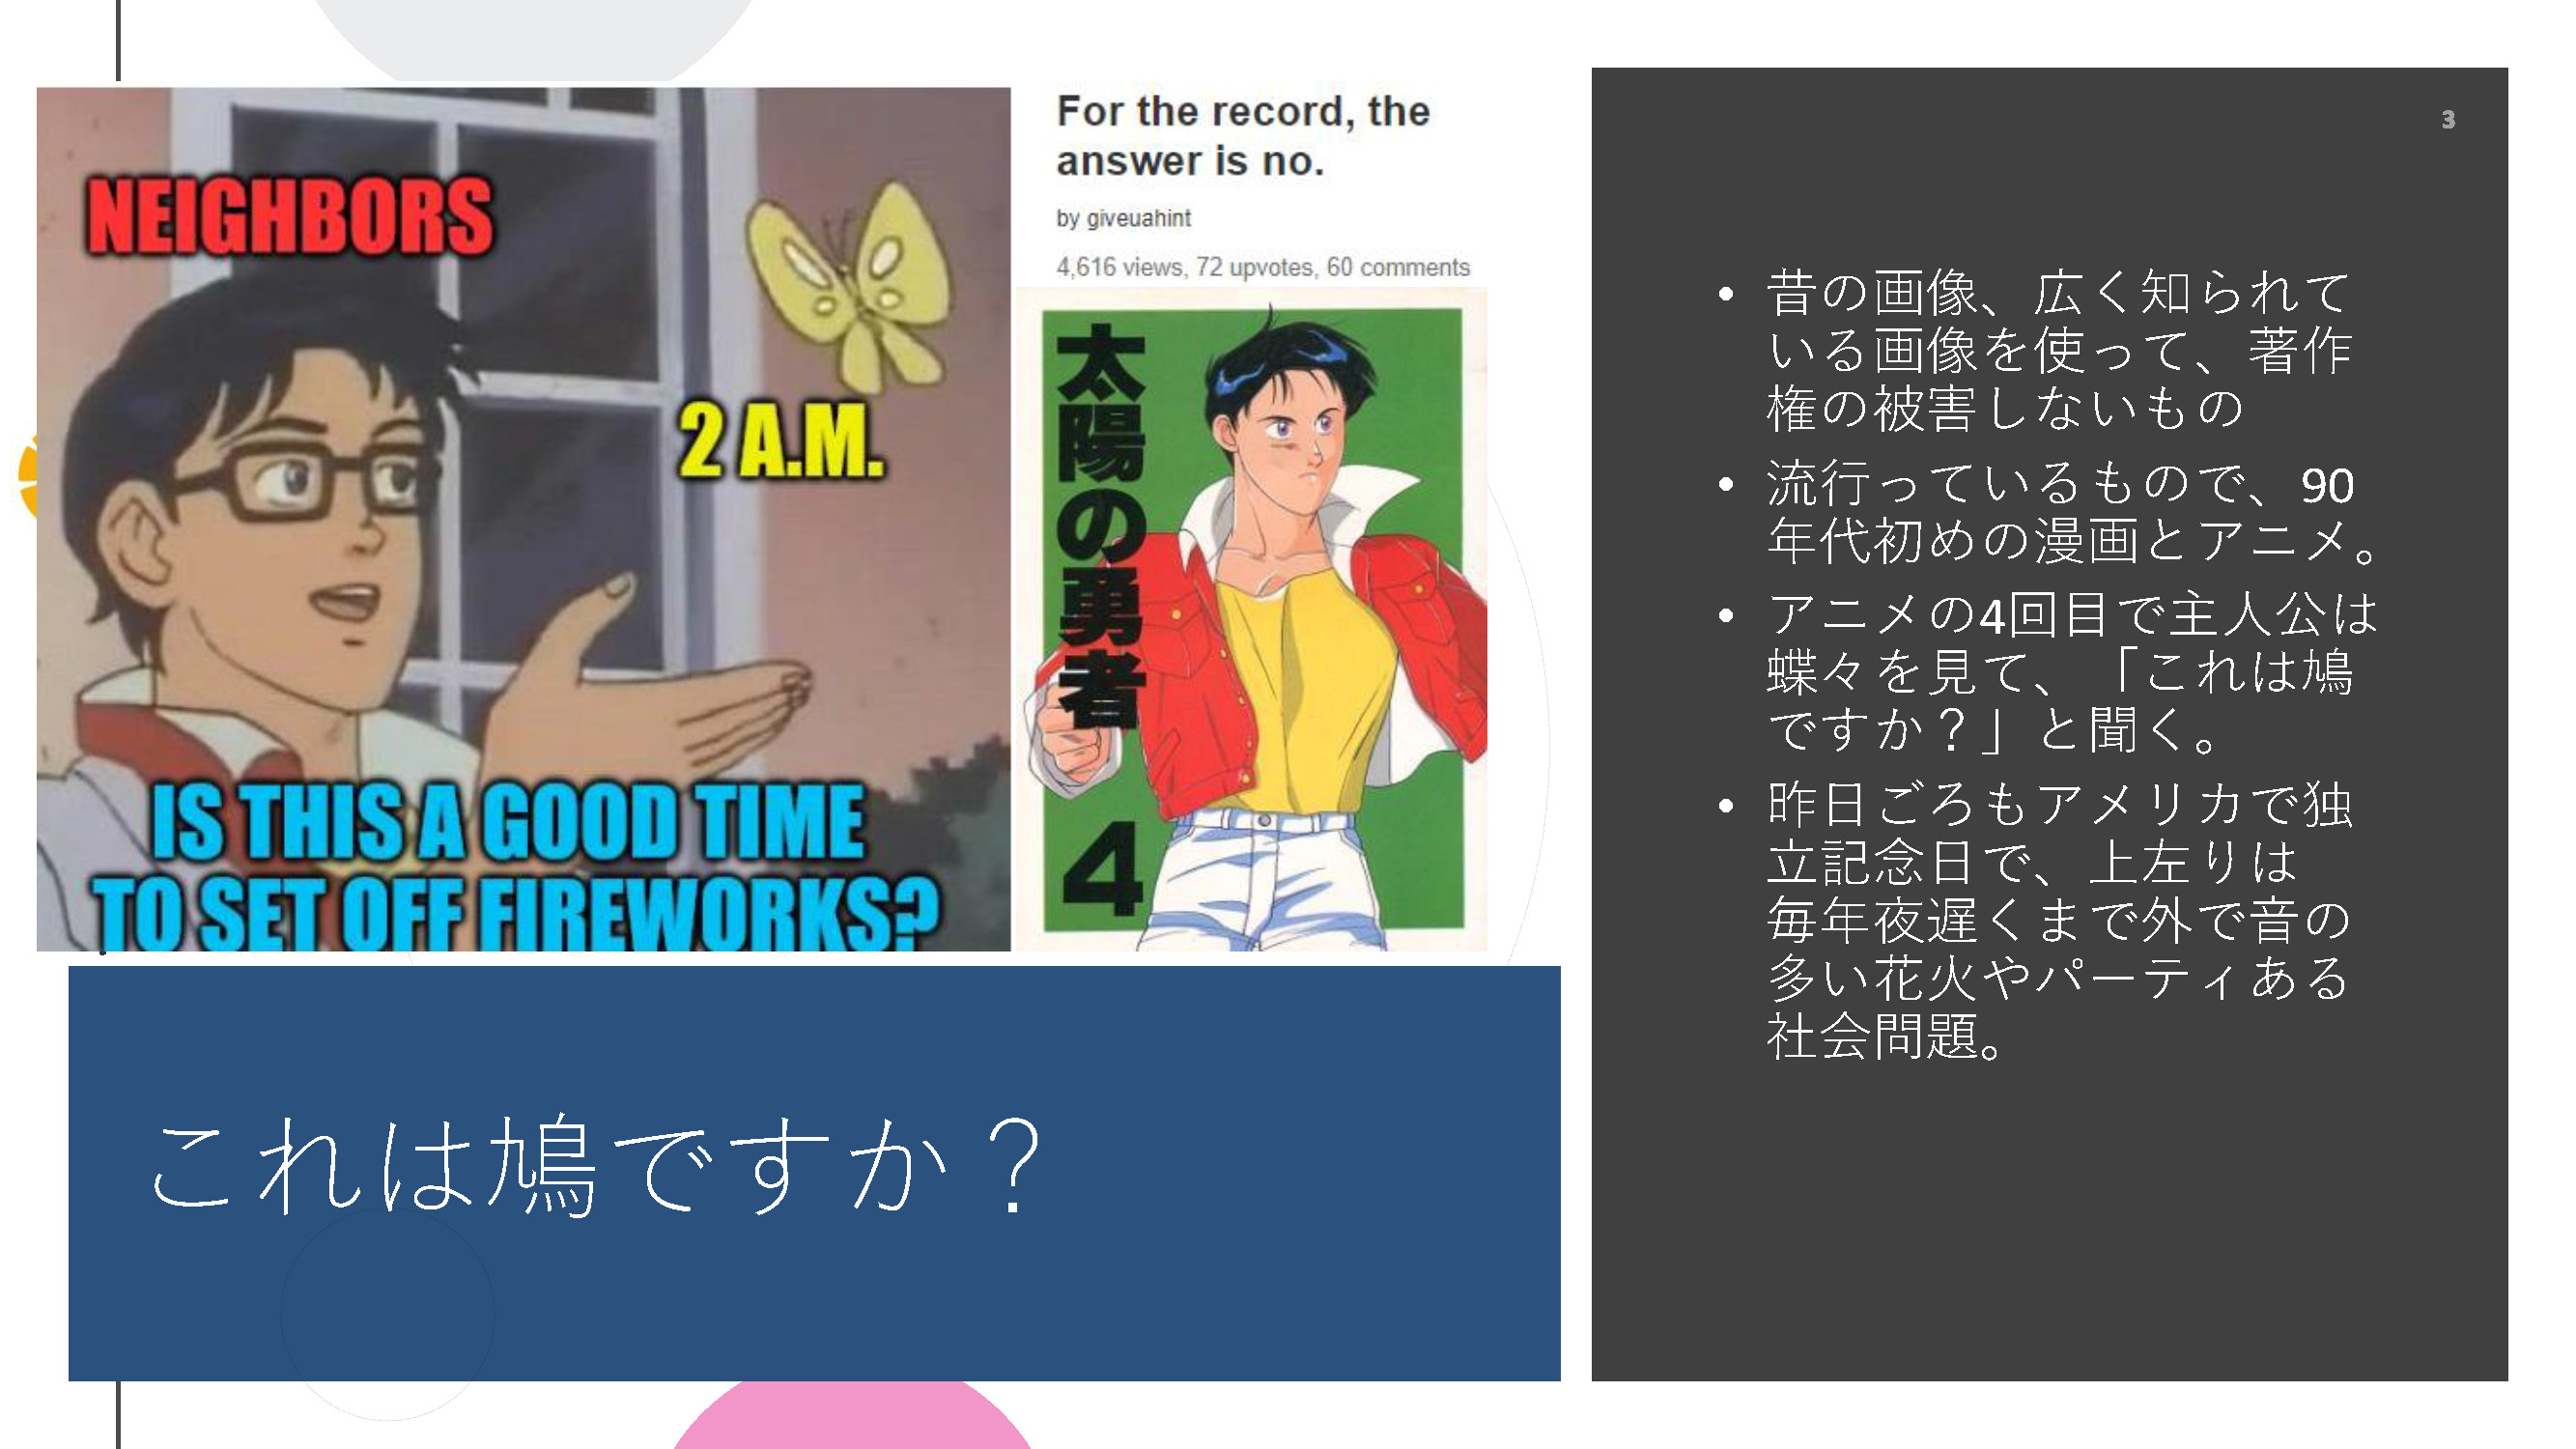 NEIGHBORS
2 A.M.
IS THIS A GOOD TIME
TO SET OFF FIREWORKS?
For the record, the
answer is no.
by giveuahint
4,616 views, 72 upvotes, 60 comments
太陽の勇者
4
これは鳩ですか？
3
• 昔の画像、広く知られて
いる画像を使って、著作
権の被害しないもの
• 流行っているもので、90
年代初めの漫画とアニメ。
• アニメの4回目で主人公は
蝶々を見て、「これは鳩
ですか？」と聞く。
• 昨日ごろもアメリカで独
立記念日で、上左りは
毎年夜遅くまで外で音の
多い花火やパーティある
社会問題。